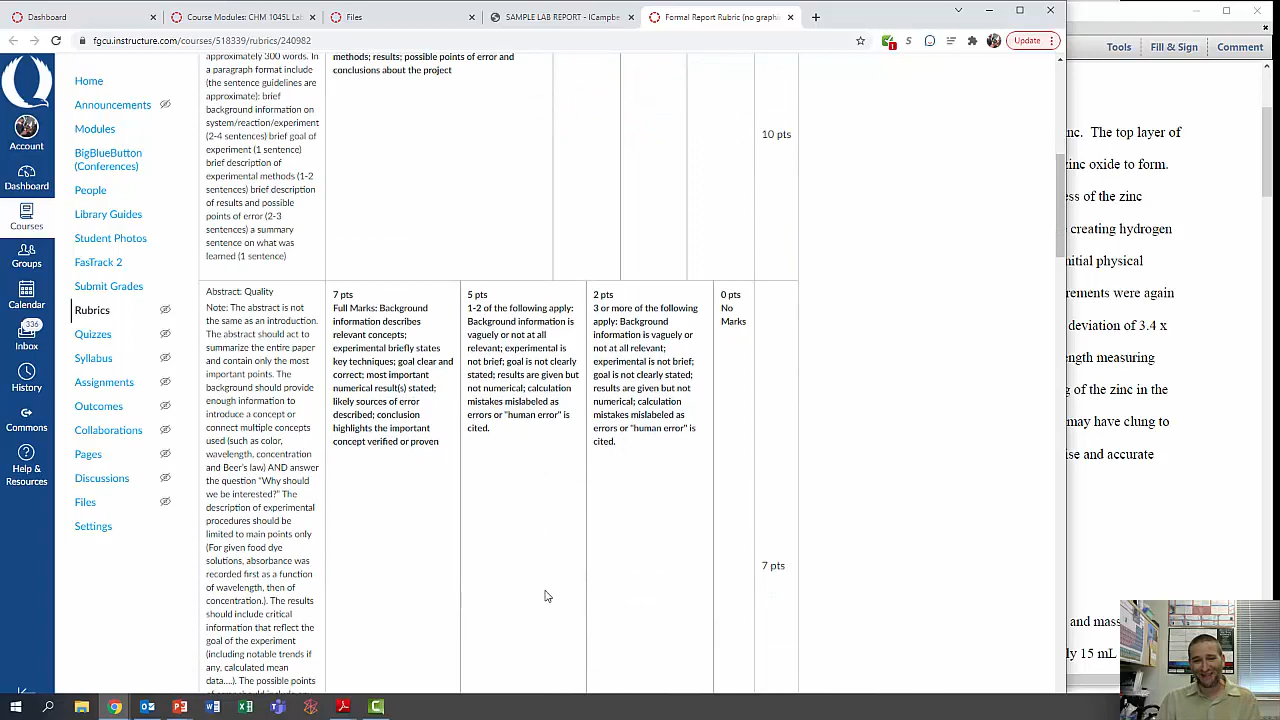 Dashboard
Course Modules: CHM 1045L Lab
Files
SAMPLE LAB REPORT - ICampbe
Formal Report Rubric (no graphi
fgcu.instructure.com/courses/518339/rubrics/240982
Update
Tools
Fill & Sign
Comment
Account
Dashboard
Courses
Groups
Calendar
336
Inbox
History
Commons
Help &
Resources
Home
Announcements
Modules
BigBlueButton
(Conferences)
People
Library Guides
Student Photos
FasTrack 2
Submit Grades
Rubrics
Quizzes
Syllabus
Assignments
Outcomes
Collaborations
Pages
Discussions
Files
Settings
approximately 300 words. In
a paragraph format include
(the sentence guidelines are
approximate): brief
background information on
system/reaction/experiment
(2-4 sentences) brief goal of
experiment (1 sentence)
brief description of
experimental methods (1-2
sentences) brief description
of results and possible
points of error (2-3
sentences) a summary
sentence on what was
learned (1 sentence)
methods; results; possible points of error and
conclusions about the project
10 pts
Abstract: Quality
Note: The abstract is not
the same as an introduction.
The abstract should act to
summarize the entire paper
and contain only the most
important points. The
background should provide
enough information to
introduce a concept or
connect multiple concepts
used (such as color,
wavelength, concentration
and Beer's law) AND answer
the question "Why should
we be interested?" The
description of experimental
procedures should be
limited to main points only
(For given food dye
solutions, absorbance was
recorded first as a function
of wavelength, then of
concentration.). The results
should include critical
information that reflect the
goal of the experiment
(including notable trends if
any, calculated mean
data....). The possible points
7 pts
Full Marks: Background
information describes
relevant concepts;
experimental briefly states
key techniques; goal clear and
correct; most important
numerical result(s) stated;
likely sources of error
described; conclusion
highlights the important
concept verified or proven
5 pts
1-2 of the following apply:
Background information is
vaguely or not at all
relevant; experimental is
not brief; goal is not clearly
stated; results are given but
not numerical; calculation
mistakes mislabeled as
errors or "human error" is
cited.
2 pts
3 or more of the following
apply: Background
information is vaguely or
not at all relevant;
experimental is not brief;
goal is not clearly stated;
results are given but not
numerical; calculation
mistakes mislabeled as
errors or "human error" is
cited.
0 pts
No
Marks
7 pts
nc. The top layer of
zinc oxide to form.
ess of the zinc
creating hydrogen
nitial physical
rements were again
deviation of 3.4 x
ength measuring
g of the zinc in the
may have clung to
ise and accurate
and mass
ly 15 mL